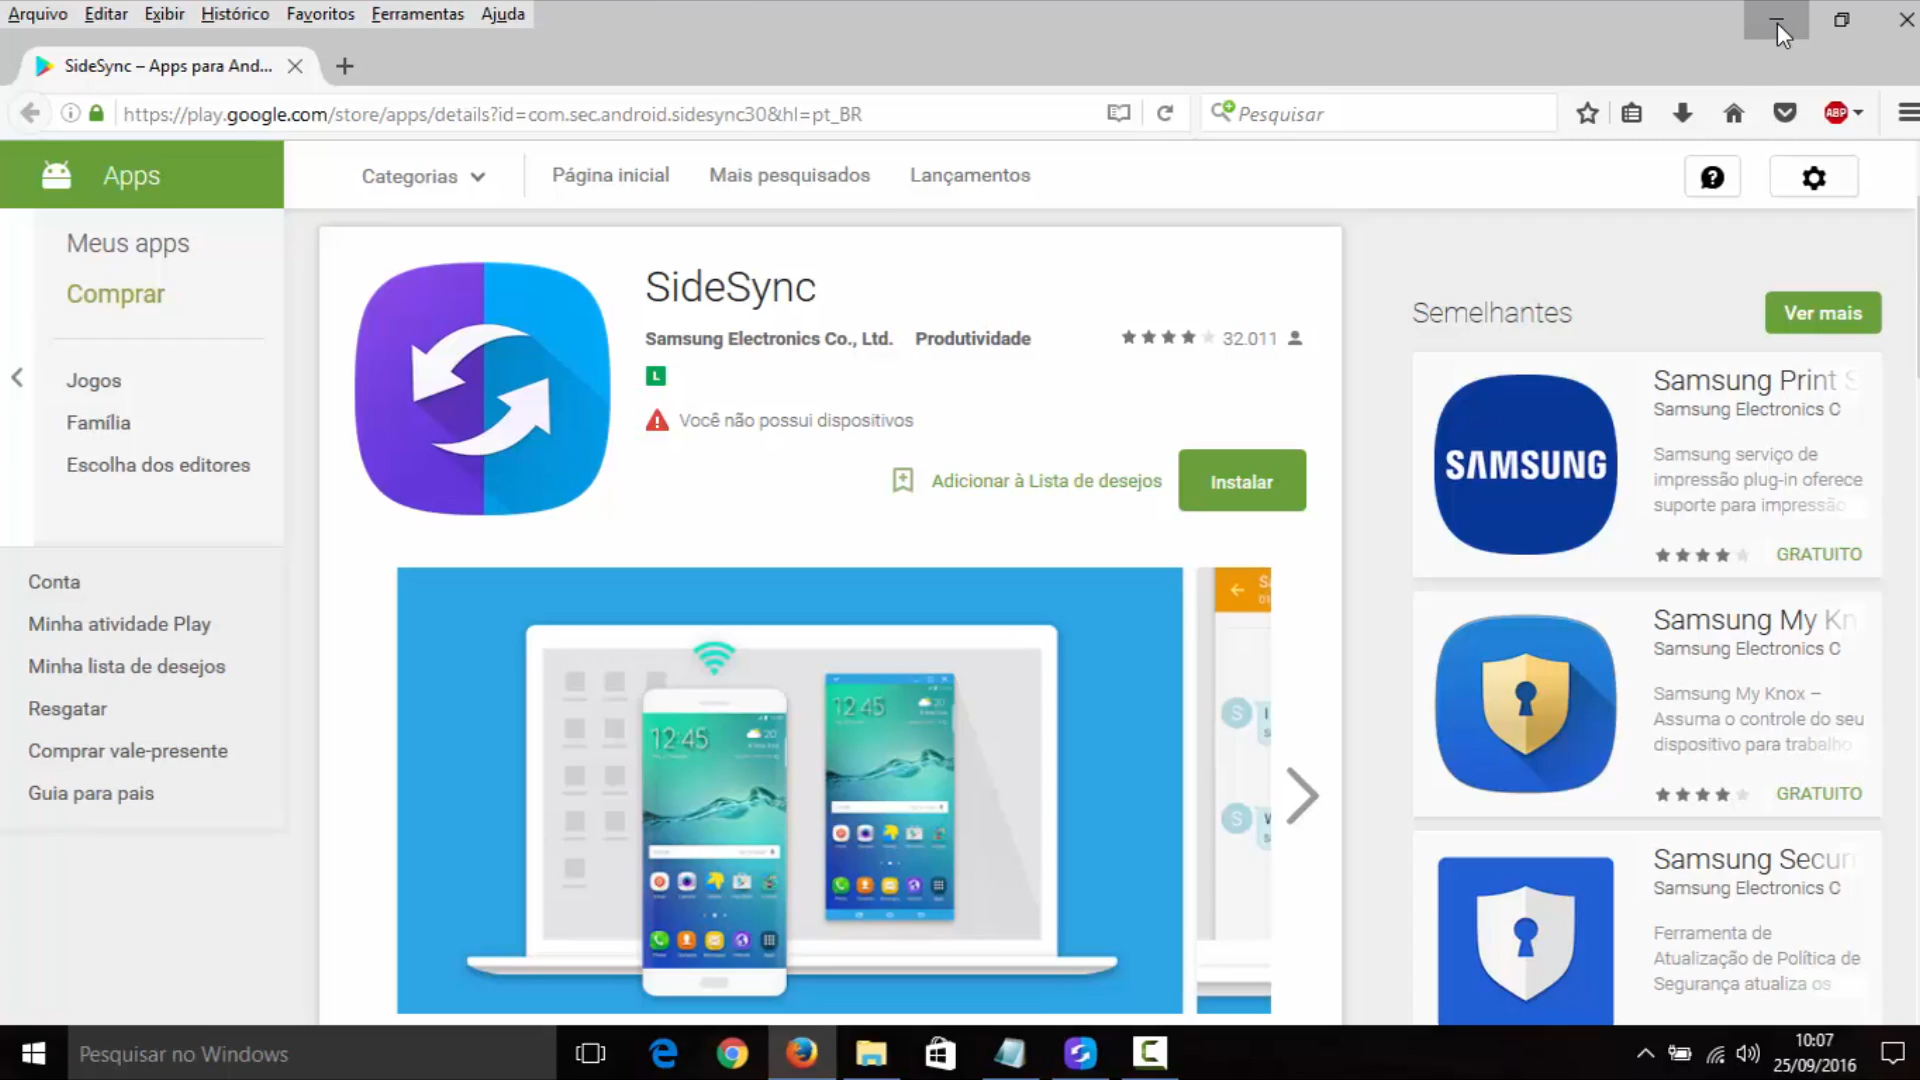 Arquivo Editar Exibir Histórico Favoritos Ferramentas Ajuda
SideSync – Apps para And...
https://play.google.com/store/apps/details?id=com.sec.android.sidesync30&hl=pt_BR
Pesquisar
ABP
Apps
Categorias
Página inicial
Mais pesquisados
Lançamentos
Meus apps
Comprar
Jogos
Família
Escolha dos editores
Conta
Minha atividade Play
Minha lista de desejos
Resgatar
Comprar vale-presente
Guia para pais
SideSync
Samsung Electronics Co., Ltd. Produtividade
32.011
L
Você não possui dispositivos
Adicionar à Lista de desejos
Instalar
12:45
20
12:45
20
S
S
Semelhantes
Ver mais
SAMSUNG
Samsung Print
Samsung Electronics C
Samsung serviço de
impressão plug-in oferece
suporte para impressão
GRATUITO
Samsung My Kn
Samsung Electronics C
Samsung My Knox –
Assuma o controle do seu
dispositivo para trabalho
GRATUITO
Samsung Secur
Samsung Electronics C
Ferramenta de
Atualização de Política de
Segurança atualiza os
Pesquisar no Windows
10:07
25/09/2016